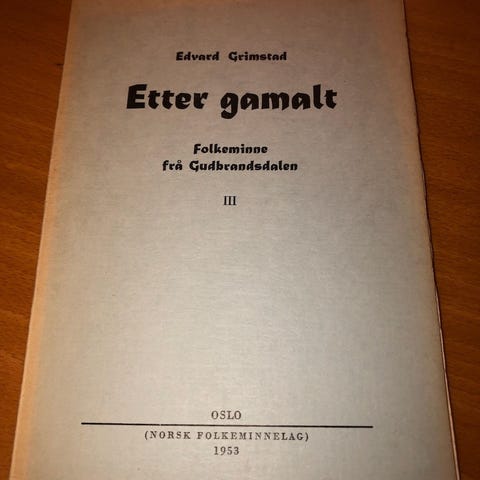 Edvard Grimstad
Etter gamalt
Folkeminne
frå Gudbrandsdalen
III
OSLO
(NORSK FOLKEMINNELAG)
1953